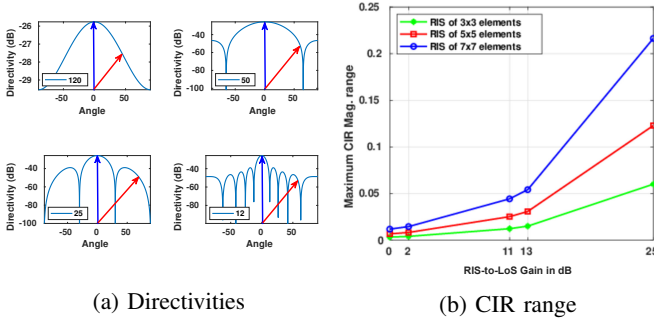 -26
-27
-28
-29
Directivity (dB)
120
-50 0 50
Angle
-40
-60
-80
-100
Directivity (dB)
50
-50 0 50
Angle
-40
-60
-80
-100
Directivity (dB)
25
-50 0 50
Angle
-40
-60
-80
-100
Directivity (dB)
12
-50 0 50
Angle
(a) Directivities
RIS of 3x3 elements
RIS of 5x5 elements
RIS of 7x7 elements
0.25
0.2
0.15
0.1
0.05
0
Maximum CIR Mag. range
0 2 11 13 25
RIS-to-LoS Gain in dB
(b) CIR range